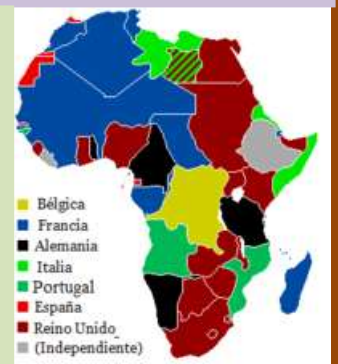 Bélgica
Francia
Alemania
Italia
Portugal
España
Reino Unido
(Independiente)